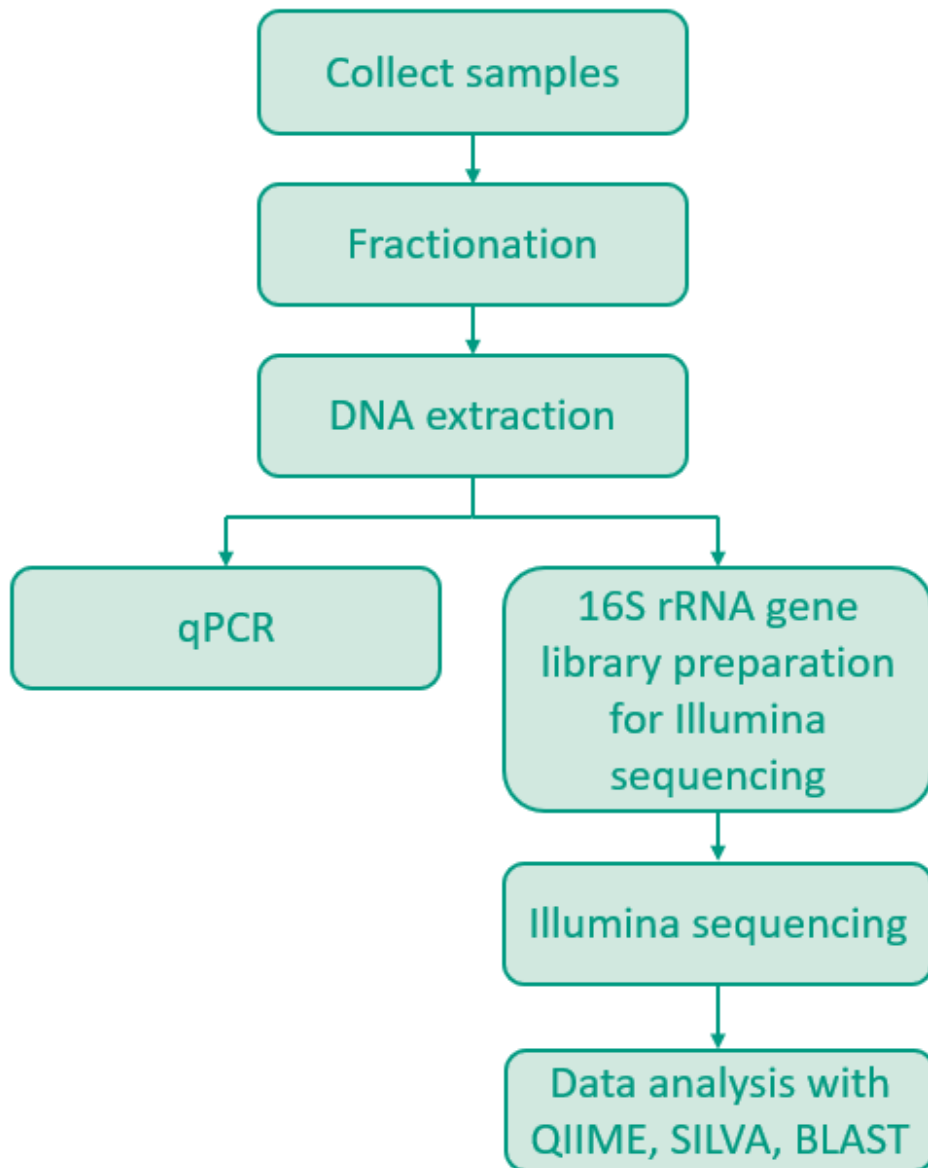 Collect samples
Fractionation
DNA extraction
qPCR
16S rRNA gene
library preparation
for Illumina
sequencing
Illumina sequencing
Data analysis with
QIIME, SILVA, BLAST